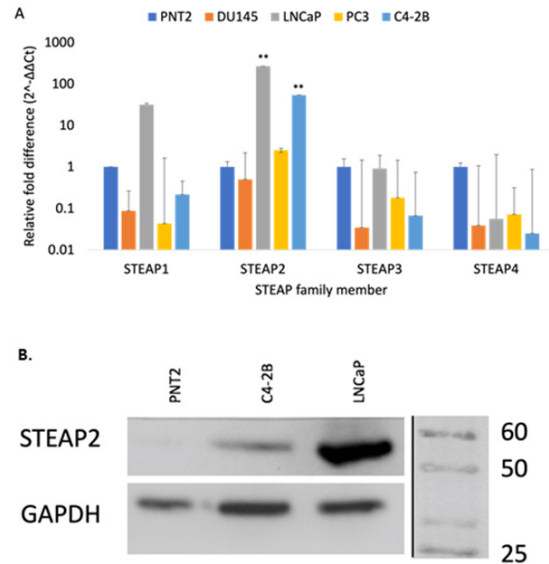 A
PNT2 DU145 LNCaP PC3 C4-2B
Relative fold difference (2^-ΔΔCt)
1000
100
10
1
0.1
0.01
** **
STEAP1 STEAP2 STEAP3 STEAP4
STEAP family member
B.
PNT2 C4-2B LNCaP
STEAP2
GAPDH
60
50
25